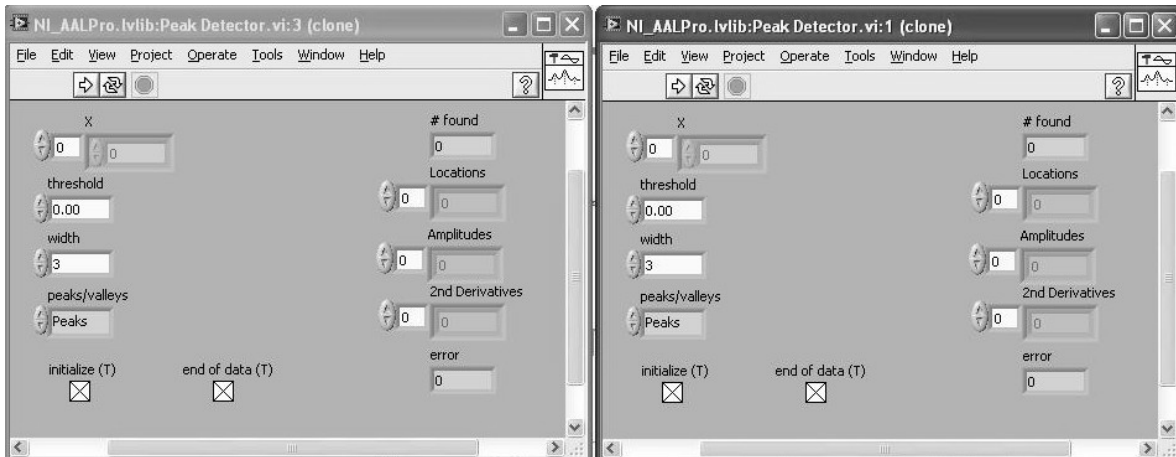 NI_AALPro.lvlib:Peak Detector.vi:3 (clone)
File Edit View Project Operate Tools Window Help
?
X
0 0
threshold
0.00
width
3
peaks/valleys
Peaks
initialize (T) end of data (T)
# found
0
Locations
0 0
Amplitudes
0 0
2nd Derivatives
0 0
error
0
NI_AALPro.lvlib:Peak Detector.vi:1 (clone)
File Edit View Project Operate Tools Window Help
?
X
0 0
threshold
0.00
width
3
peaks/valleys
Peaks
initialize (T) end of data (T)
# found
0
Locations
0 0
Amplitudes
0 0
2nd Derivatives
0 0
error
0